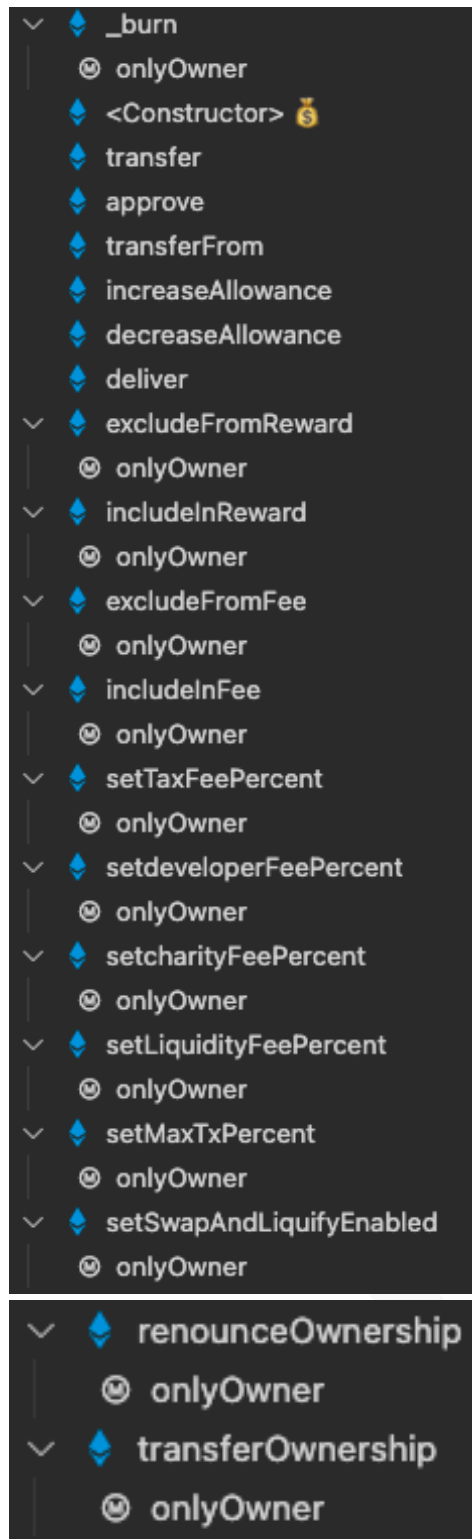 _burn
onlyOwner
<Constructor> 💰
transfer
approve
transferFrom
increaseAllowance
decreaseAllowance
deliver
excludeFromReward
onlyOwner
includeInReward
onlyOwner
excludeFromFee
onlyOwner
includeInFee
onlyOwner
setTaxFeePercent
onlyOwner
setdeveloperFeePercent
onlyOwner
setcharityFeePercent
onlyOwner
setLiquidityFeePercent
onlyOwner
setMaxTxPercent
onlyOwner
setSwapAndLiquifyEnabled
onlyOwner
renounceOwnership
onlyOwner
transferOwnership
onlyOwner